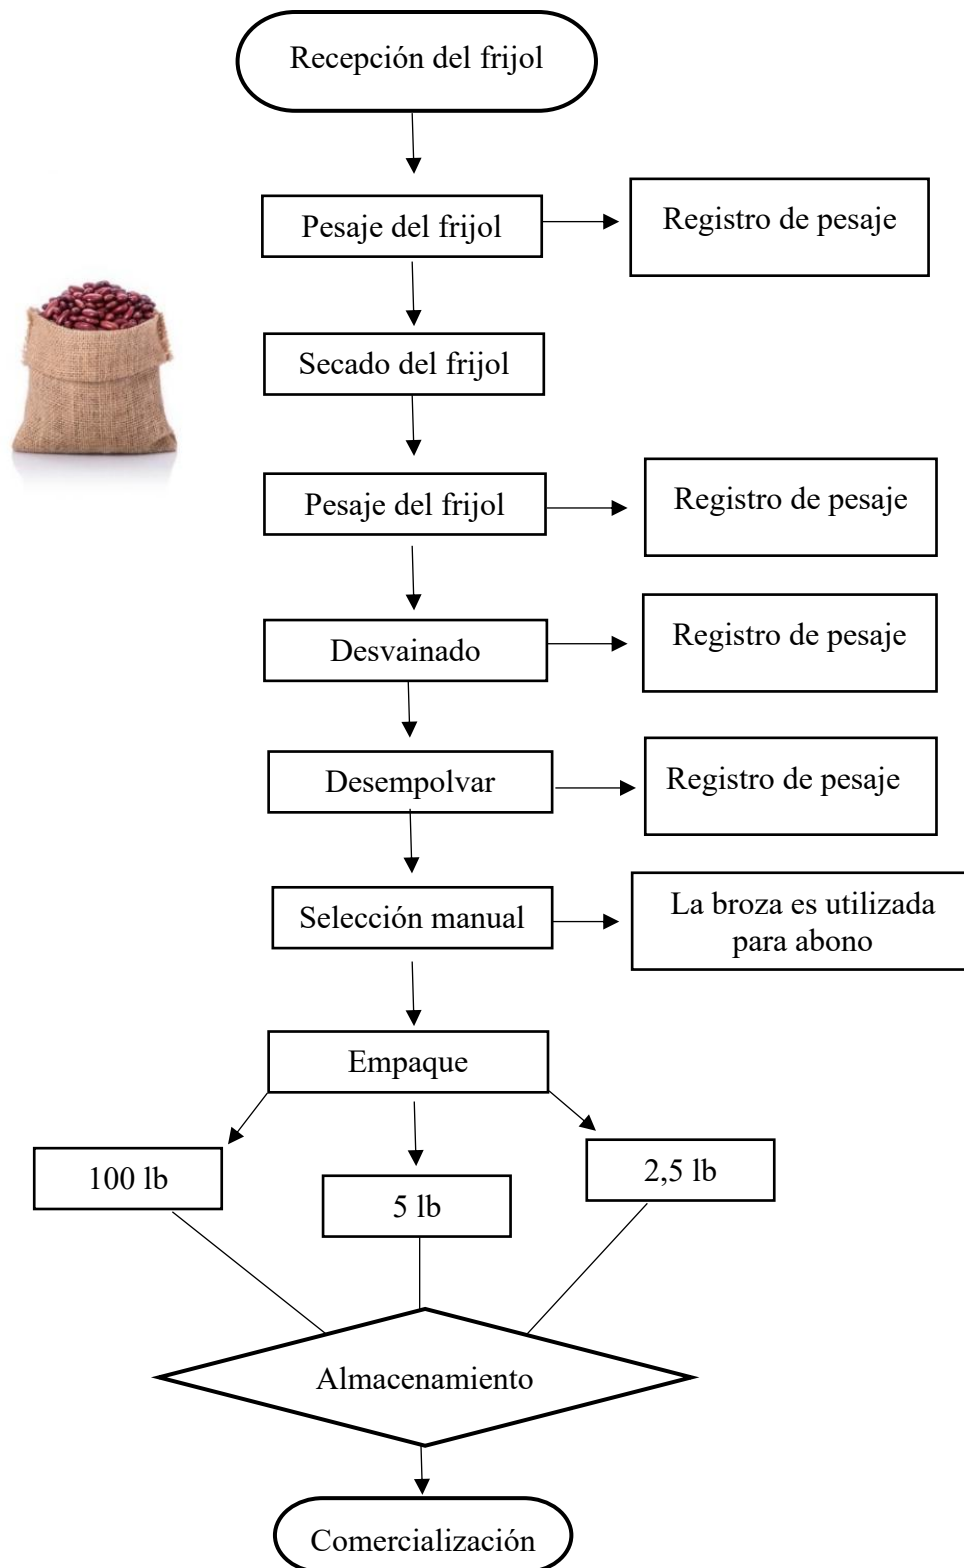 Recepción del frijol
Pesaje del frijol
Registro de pesaje
Secado del frijol
Pesaje del frijol
Registro de pesaje
Desvainado
Registro de pesaje
Desempolvar
Registro de pesaje
Selección manual
La broza es utilizada
para abono
Empaque
100 lb
5 lb
2,5 lb
Almacenamiento
Comercialización